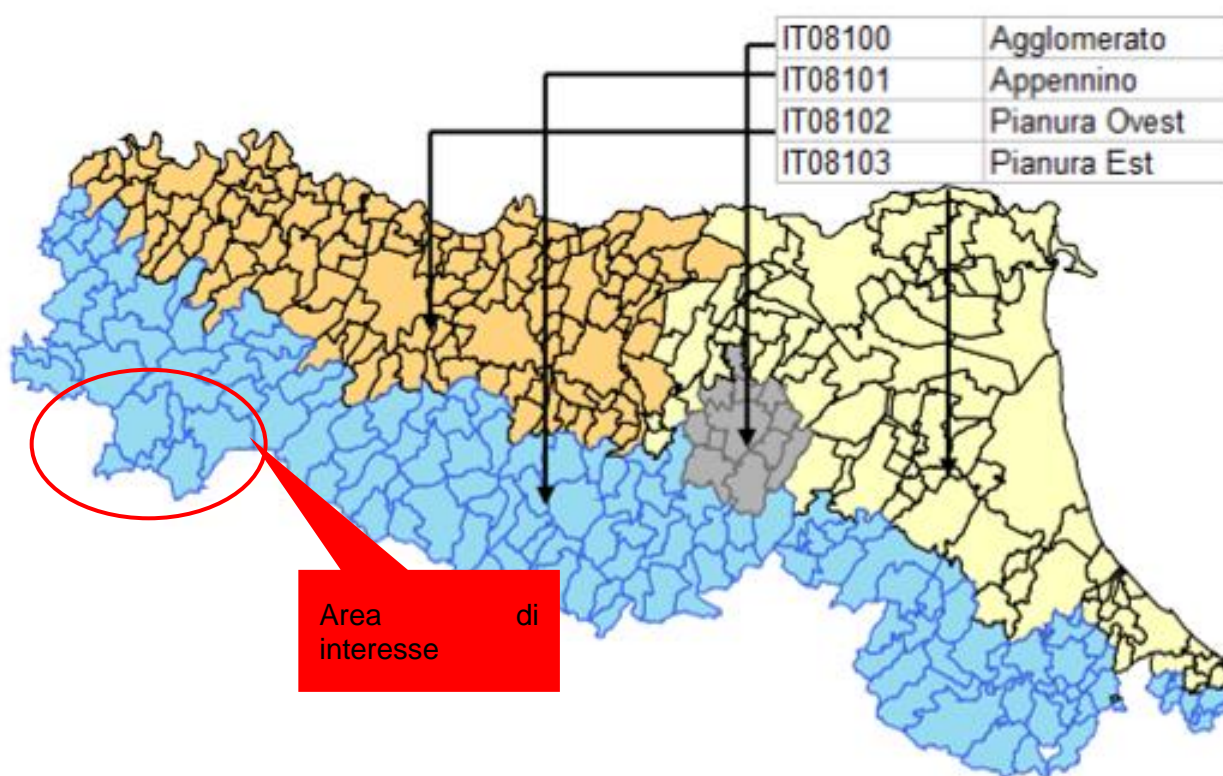 IT08100 Agglomerato
IT08101 Appennino
IT08102 Pianura Ovest
IT08103 Pianura Est
Area di
interesse